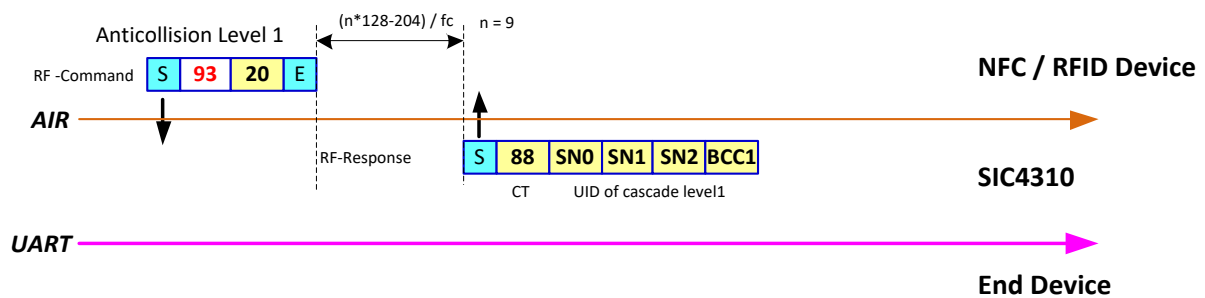 (n*128-204) / fc
n = 9
Anticollision Level 1
RF -Command
S 93 20 E
NFC / RFID Device
AIR
RF-Response
S 88 SN0 SN1 SN2 BCC1
SIC4310
CT
UID of cascade level1
UART
End Device